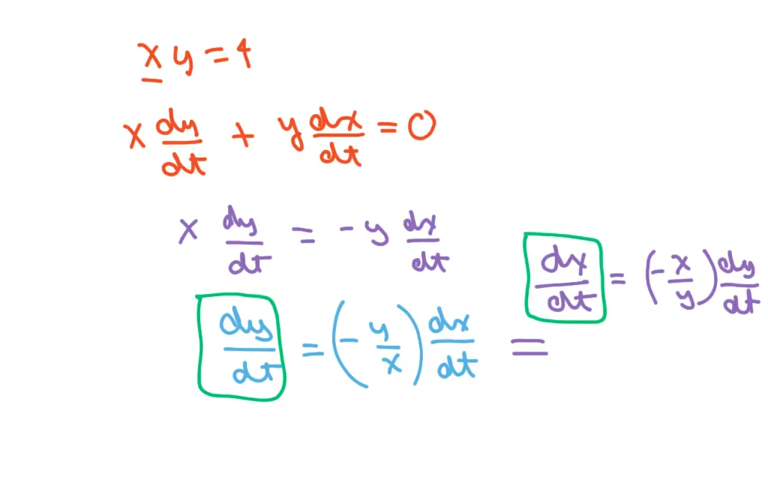 xy = 4
x dy/dt + y dx/dt = 0
x dy/dt = -y dx/dt
dx/dt = (-x/y) dy/dt
dy/dt = (-y/x) dx/dt =